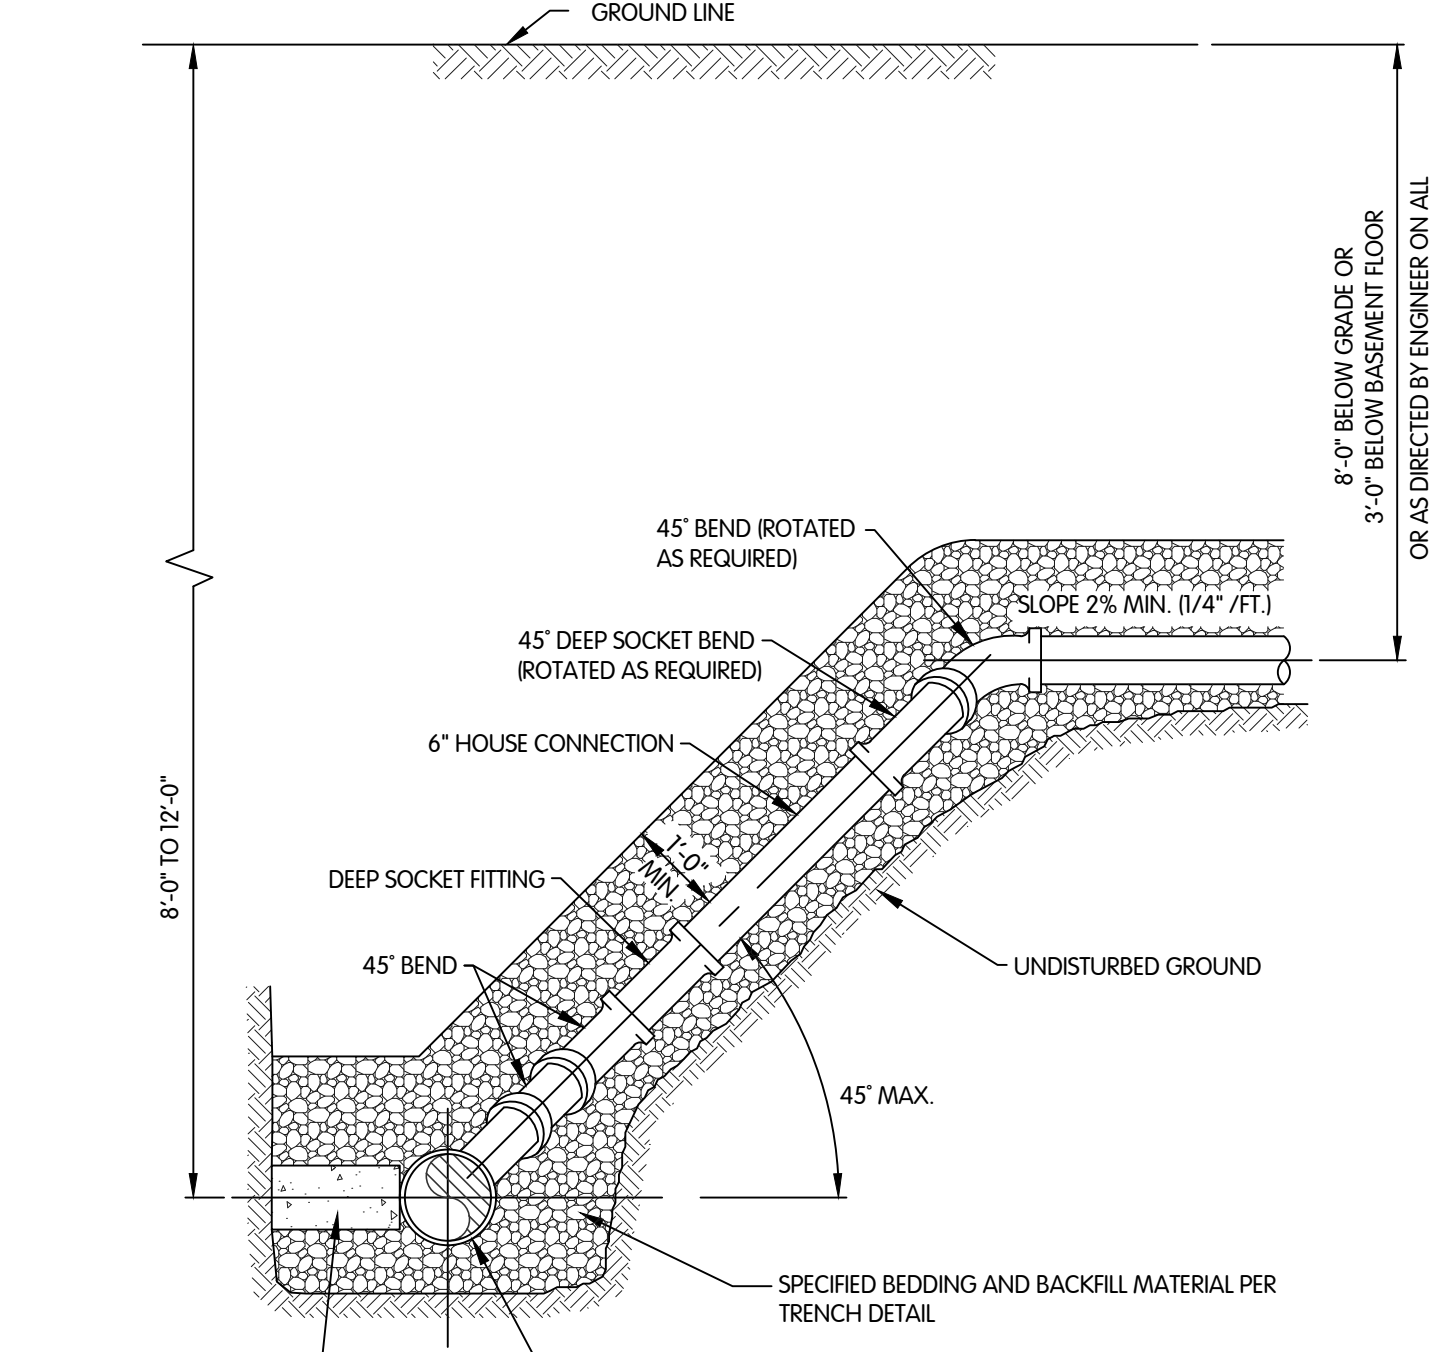 GROUND LINE
8'-0" BELOW GRADE OR
3'-0" BELOW BASEMENT FLOOR
OR AS DIRECTED BY ENGINEER ON ALL
45° BEND (ROTATED
AS REQUIRED)
SLOPE 2% MIN. (1/4" /FT.)
45° DEEP SOCKET BEND
(ROTATED AS REQUIRED)
6" HOUSE CONNECTION
8'-0" TO 12'-0"
1'-0"
MIN.
DEEP SOCKET FITTING
45° BEND
UNDISTURBED GROUND
45° MAX.
SPECIFIED BEDDING AND BACKFILL MATERIAL PER
TRENCH DETAIL